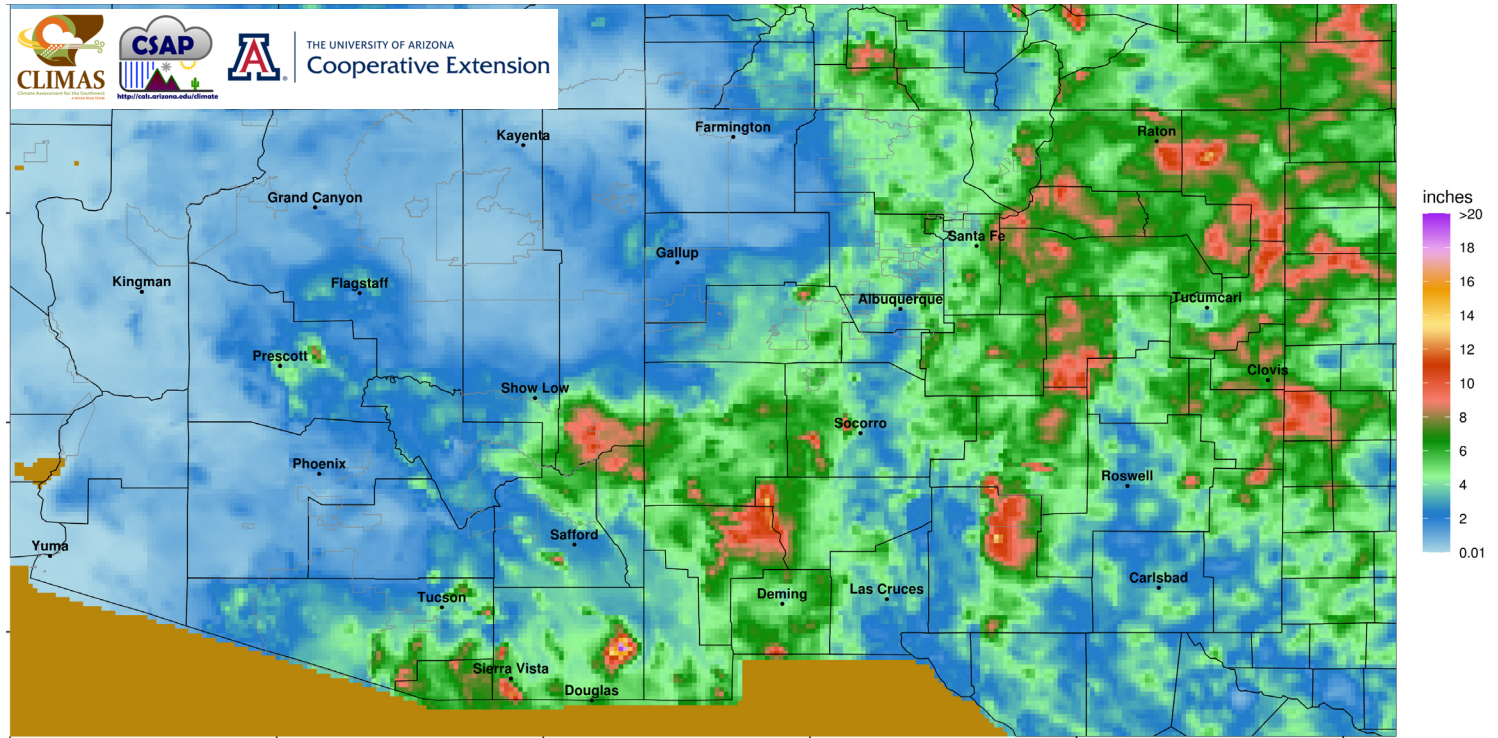 CLIMAS
Climate Assessment for the Southwest
A NOAA RISA TEAM
CSAP
http://cals.arizona.edu/climate
A
THE UNIVERSITY OF ARIZONA
Cooperative Extension
Kayenta
Farmington
Raton
Grand Canyon
Santa Fe
Gallup
Kingman
Flagstaff
Albuquerque
Tucumcari
Prescott
Show Low
Clovis
Socorro
Phoenix
Roswell
Safford
Yuma
Tucson
Deming
Las Cruces
Carlsbad
Sierra Vista
Douglas
inches
>20
18
16
14
12
10
8
6
4
2
0.01